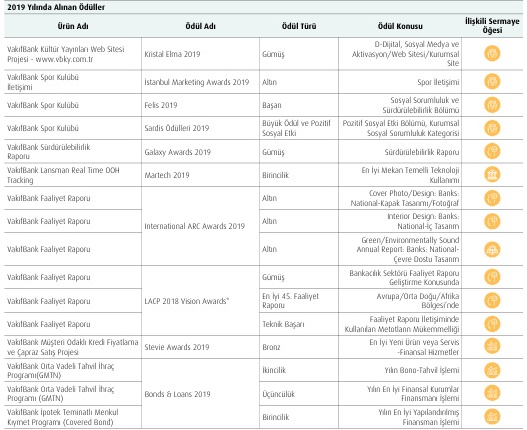 2019 Yılında Alınan Ödüller
Ürün Adı
Ödül Adı
Ödül Türü
Ödül Konusu
İlişkili Sermaye
Öğesi
VakıfBank Kültür Yayınları Web Sitesi
Projesi - www.vbky.com.tr
Kristal Elma 2019
Gümüş
D-Dijital, Sosyal Medya ve
Aktivasyon/Web Sitesi/Kurumsal
Site
VakıfBank Spor Kulübü
İletişimi
İstanbul Marketing Awards 2019
Altın
Spor İletişimi
VakıfBank Spor Kulübü
Felis 2019
Başarı
Sosyal Sorumluluk ve
Sürdürülebilirlik Bölümü
VakıfBank Spor Kulübü
Sardis Ödülleri 2019
Büyük Ödül ve Pozitif
Sosyal Etki
Pozitif Sosyal Etki Bölümü, Kurumsal
Sosyal Sorumluluk Kategorisi
VakıfBank Sürdürülebilirlik
Raporu
Galaxy Awards 2019
Gümüş
Sürdürülebilirlik Raporu
VakıfBank Lansman Real Time OOH
Tracking
Martech 2019
Birincilik
En İyi Mekan Temelli Teknoloji
Kullanımı
VakıfBank Faaliyet Raporu
International ARC Awards 2019
Altın
Cover Photo/Design: Banks:
National-Kapak Tasarımı/Fotoğraf
VakıfBank Faaliyet Raporu
Altın
Interior Design: Banks:
National-İç Tasarım
VakıfBank Faaliyet Raporu
Altın
Green/Environmentally Sound
Annual Report: Banks: National-
Çevre Dostu Tasarım
VakıfBank Faaliyet Raporu
LACP 2018 Vision Awards*
Gümüş
Bankacılık Sektörü Faaliyet Raporu
Geliştirme Konusunda
VakıfBank Faaliyet Raporu
En İyi 45. Faaliyet
Raporu
Avrupa/Orta Doğu/Afrika
Bölgesi'nde
VakıfBank Faaliyet Raporu
Teknik Başarı
Faaliyet Raporu İletişiminde
Kullanılan Metotların Mükemmelliği
VakıfBank Müşteri Odaklı Kredi Fiyatlama
ve Çapraz Satış Projesi
Stevie Awards 2019
Bronz
En İyi Yeni Ürün veya Servis
-Finansal Hizmetler
VakıfBank Orta Vadeli Tahvil İhraç
Programı(GMTN)
Bonds & Loans 2019
İkincilik
Yılın Bono-Tahvil İşlemi
VakıfBank Orta Vadeli Tahvil İhraç
Programı (GMTN)
Üçüncülük
Yılın En İyi Finansal Kurumlar
Finansmanı İşlemi
VakıfBank İpotek Teminatlı Menkul
Kıymet Programı (Covered Bond)
Birincilik
Yılın En İyi Yapılandırılmış
Finansman İşlemi